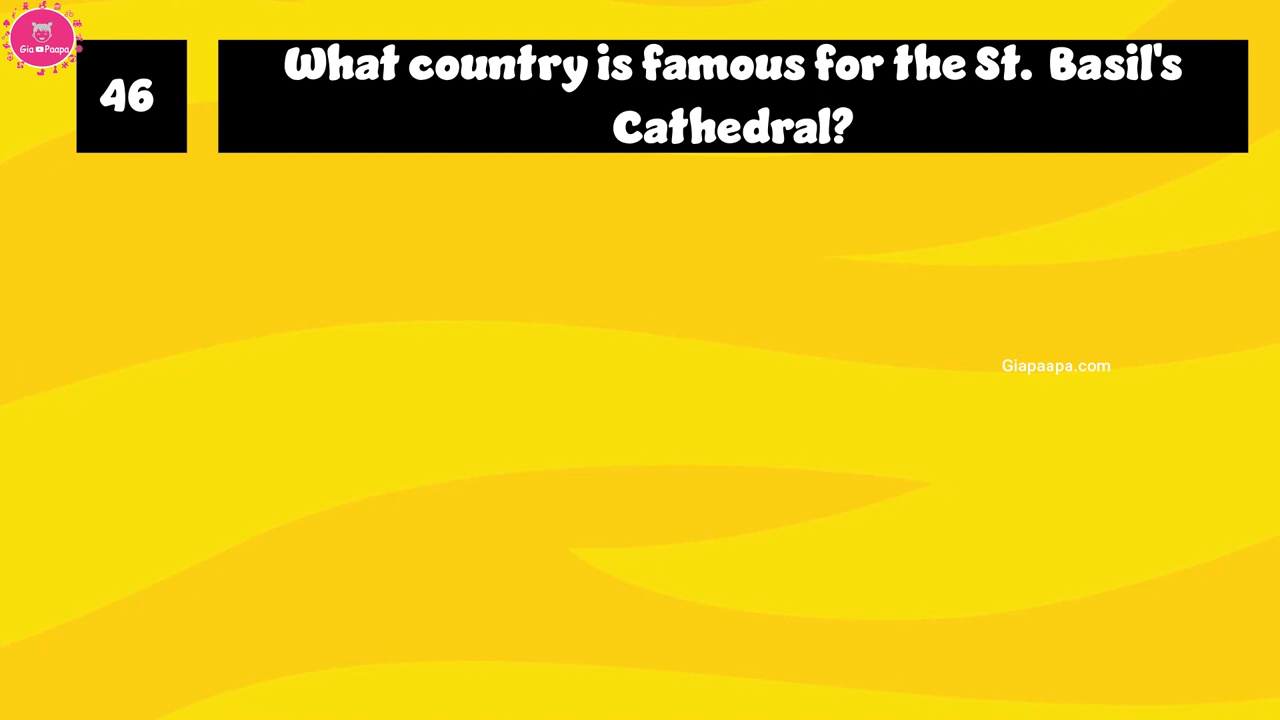 Gia Paapa
46
What country is famous for the St. Basil's
Cathedral?
Giapaapa.com